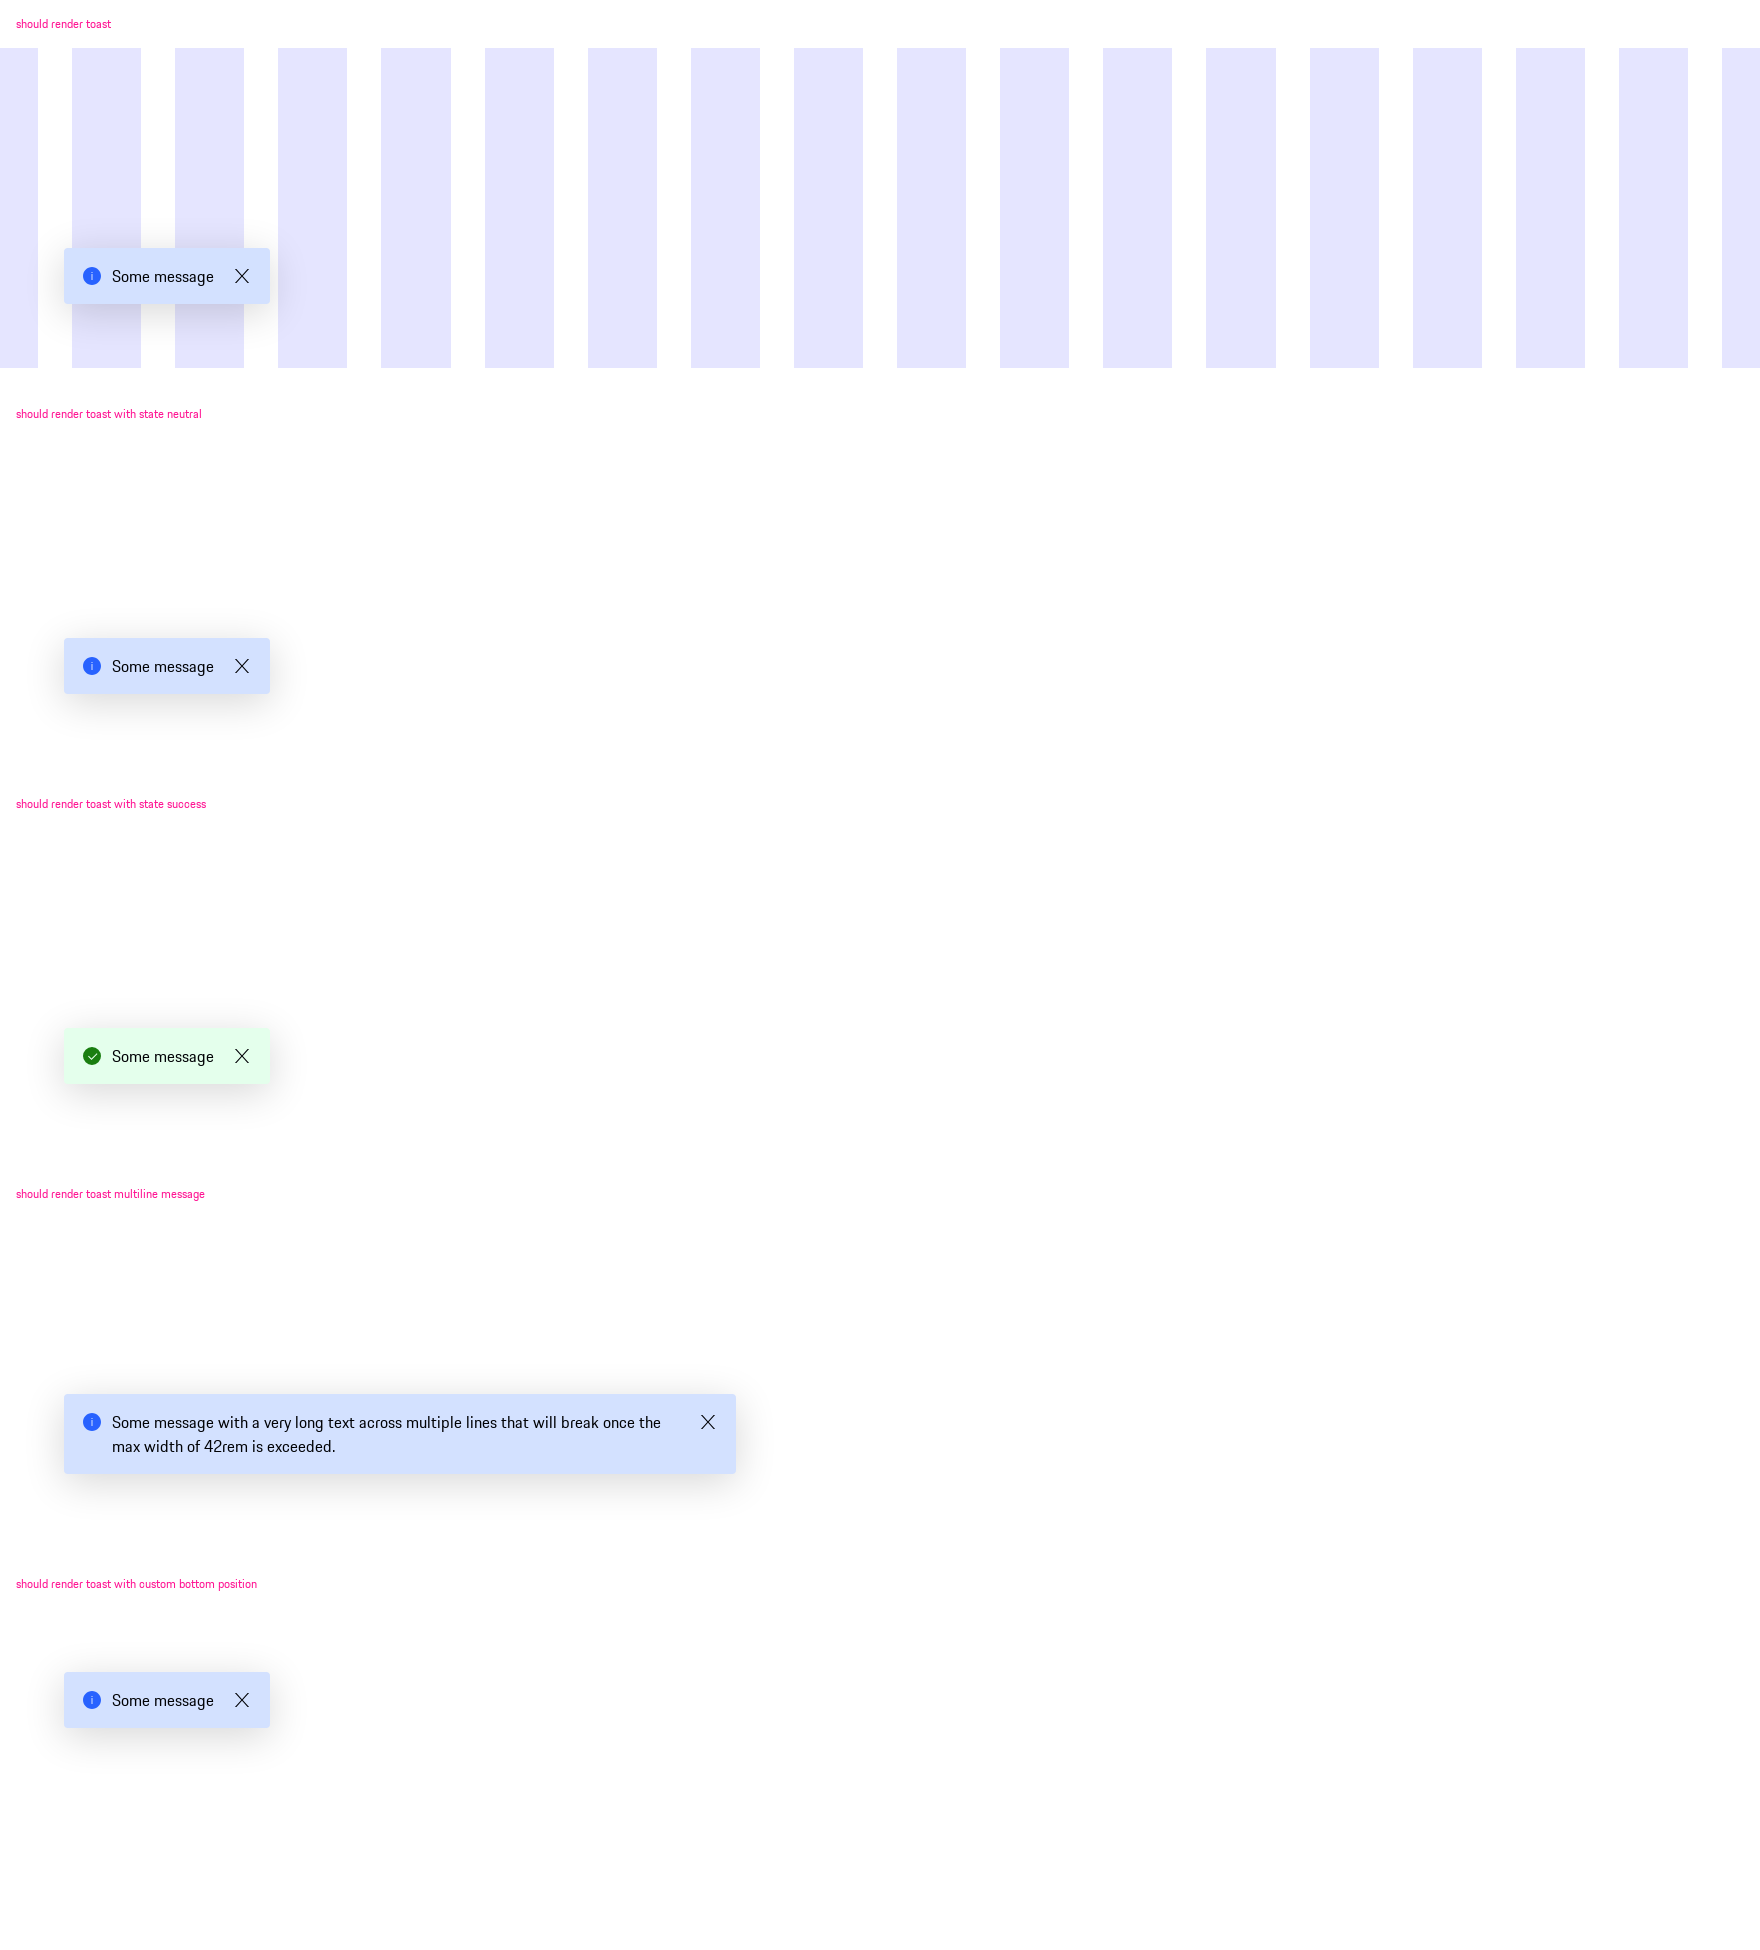 should render toast
Some message
should render toast with state neutral
Some message
should render toast with state success
Some message
should render toast multiline message
Some message with a very long text across multiple lines that will break once the
max width of 42rem is exceeded.
should render toast with custom bottom position
Some message